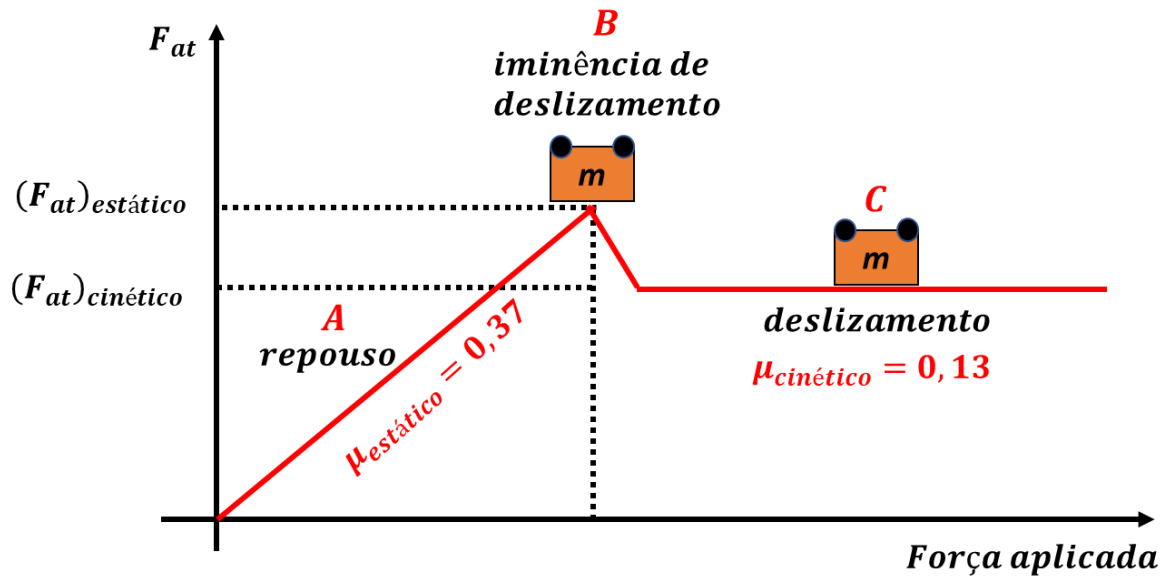 F_at
B
iminência de
deslizamento
m
(F_at)_estático
C
(F_at)_cinético
m
A
repouso
μ_estático = 0,37
deslizamento
μ_cinético = 0,13
Força aplicada